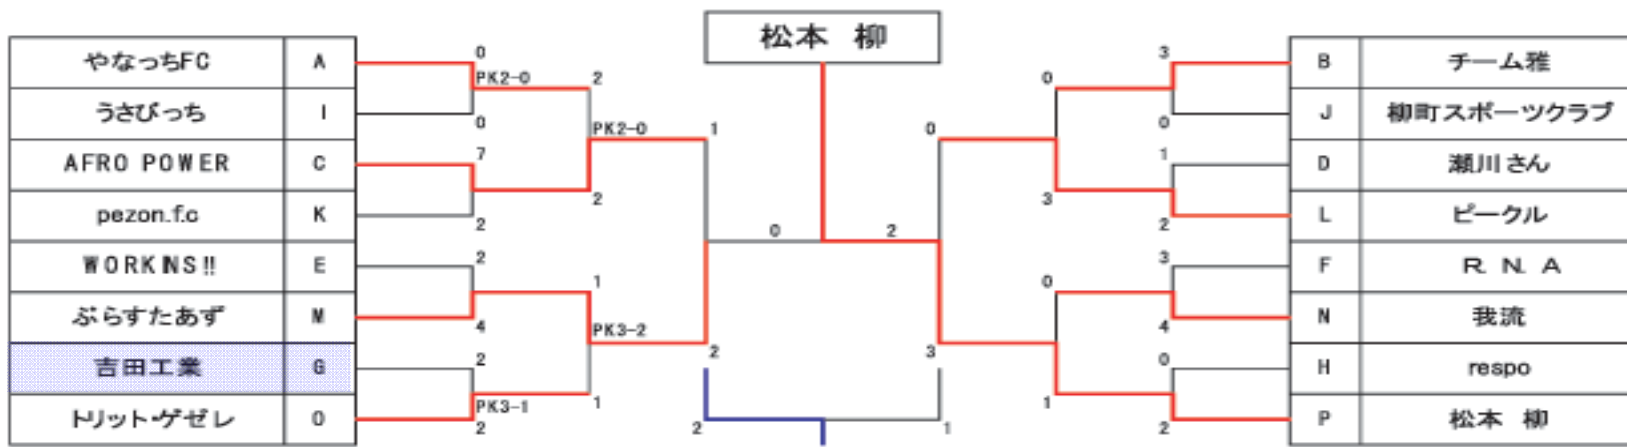 松本 柳
やなっちFC A
うさびっち I
AFRO POWER C
pezon.f.c K
WORKINS!! E
ぷらすたあず M
吉田工業 G
トリット・ゲゼレ O
0
PK2-0
0
7
2
2
4
2
PK3-1
2
2
PK2-0
2
1
PK3-2
1
1
2
0
2
2
1
0
3
0
3
0
1
3
0
1
2
3
4
0
2
B チーム雅
J 柳町スポーツクラブ
D 瀬川さん
L ピークル
F R.N.A
N 我流
H respo
P 松本 柳